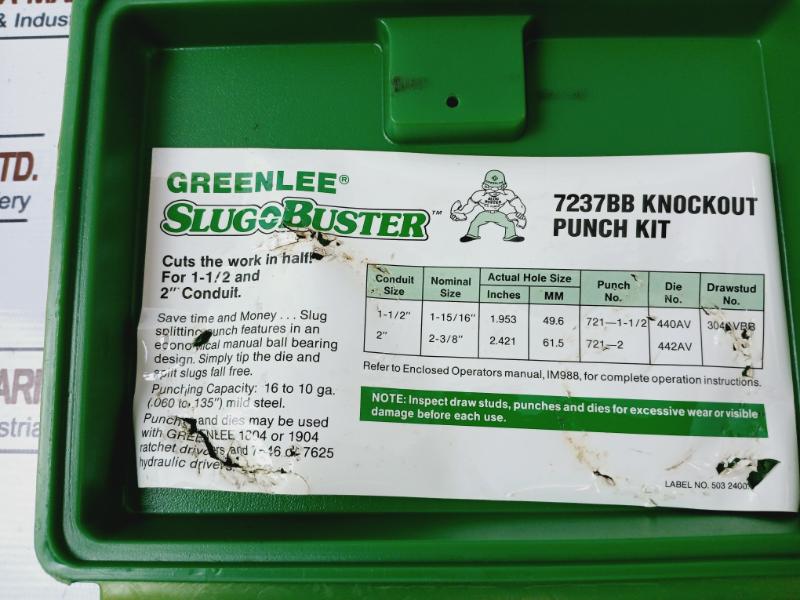 & Indus
LTD.
ery
ARI
stria
GREENLEE®
SLUGBUSTER™
7237BB KNOCKOUT
PUNCH KIT
Cuts the work in half!
For 1-1/2 and
2" Conduit.
Save time and Money . . . Slug
splitting punch features in an
economical manual ball bearing
design. Simply tip the die and
split slugs fall free.
Punching Capacity: 16 to 10 ga.
(.060 to .135") mild steel.
Punches and dies may be used
with GREENLEE 1804 or 1904
ratchet drivers and 7646 or 7625
hydraulic drivers.
Conduit Size Nominal Size Actual Hole Size Inches MM Punch No. Die No. Drawstud No.
1-1/2" 1-15/16" 1.953 49.6 721—1-1/2 440AV 304AVBB
2" 2-3/8" 2.421 61.5 721—2 442AV
Refer to Enclosed Operators manual, IM988, for complete operation instructions.
NOTE: Inspect draw studs, punches and dies for excessive wear or visible
damage before each use.
LABEL NO. 503 2400